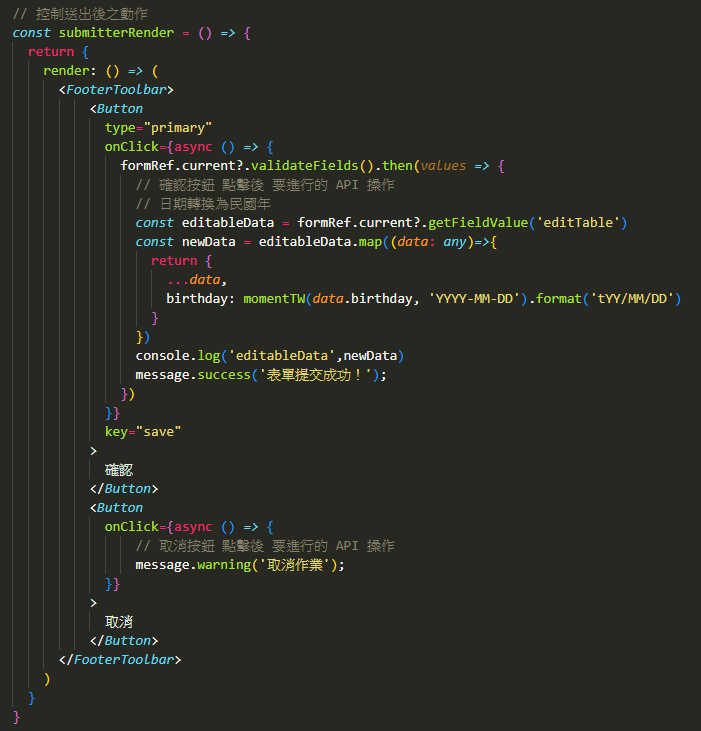 // 控制送出後之動作
const submitterRender = () => {
  return {
    render: () => (
      <FooterToolbar>
          <Button
            type="primary"
            onClick={async () => {
              formRef.current?.validateFields().then(values => {
                // 確認按鈕 點擊後 要進行的 API 操作
                // 日期轉換為民國年
                const editableData = formRef.current?.getFieldValue('editTable')
                const newData = editableData.map((data: any)=>{
                  return {
                    ...data,
                    birthday: momentTW(data.birthday, 'YYYY-MM-DD').format('tYY/MM/DD')
                  }
                })
                console.log('editableData',newData)
                message.success('表單提交成功！');
              })
            }}
            key="save"
          >
            確認
          </Button>
          <Button
            onClick={async () => {
                // 取消按鈕 點擊後 要進行的 API 操作
                message.warning('取消作業');
            }}
          >
            取消
          </Button>
      </FooterToolbar>
    )
  }
}